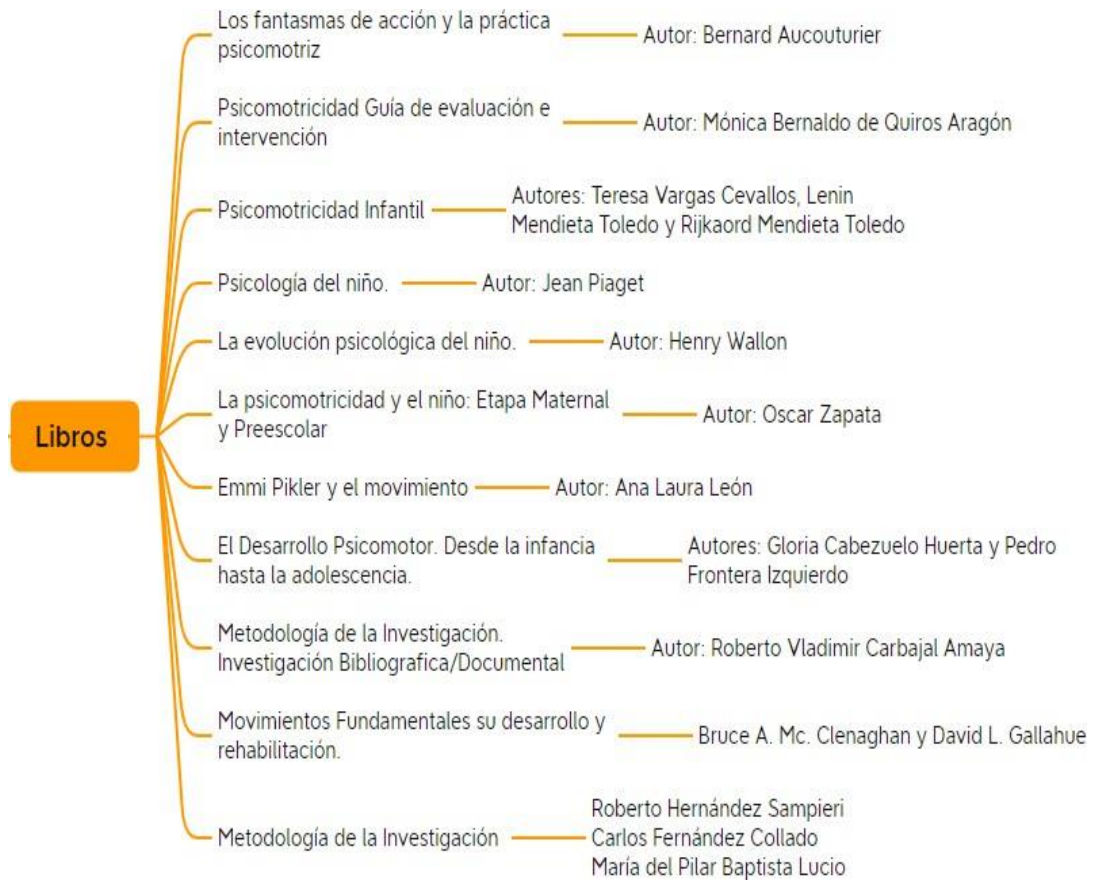 Los fantasmas de acción y la práctica
psicomotriz
Autor: Bernard Aucouturier
Psicomotricidad Guía de evaluación e
intervención
Autor: Mónica Bernaldo de Quiros Aragón
Psicomotricidad Infantil
Autores: Teresa Vargas Cevallos, Lenin
Mendieta Toledo y Rijkaord Mendieta Toledo
Psicología del niño.
Autor: Jean Piaget
La evolución psicológica del niño.
Autor: Henry Wallon
Libros
La psicomotricidad y el niño: Etapa Maternal
y Preescolar
Autor: Oscar Zapata
Emmi Pikler y el movimiento
Autor: Ana Laura León
El Desarrollo Psicomotor. Desde la infancia
hasta la adolescencia.
Autores: Gloria Cabezuelo Huerta y Pedro
Frontera Izquierdo
Metodología de la Investigación.
Investigación Bibliografica/Documental
Autor: Roberto Vladimir Carbajal Amaya
Movimientos Fundamentales su desarrollo y
rehabilitación.
Bruce A. Mc. Clenaghan y David L. Gallahue
Metodología de la Investigación
Roberto Hernández Sampieri
Carlos Fernández Collado
María del Pilar Baptista Lucio